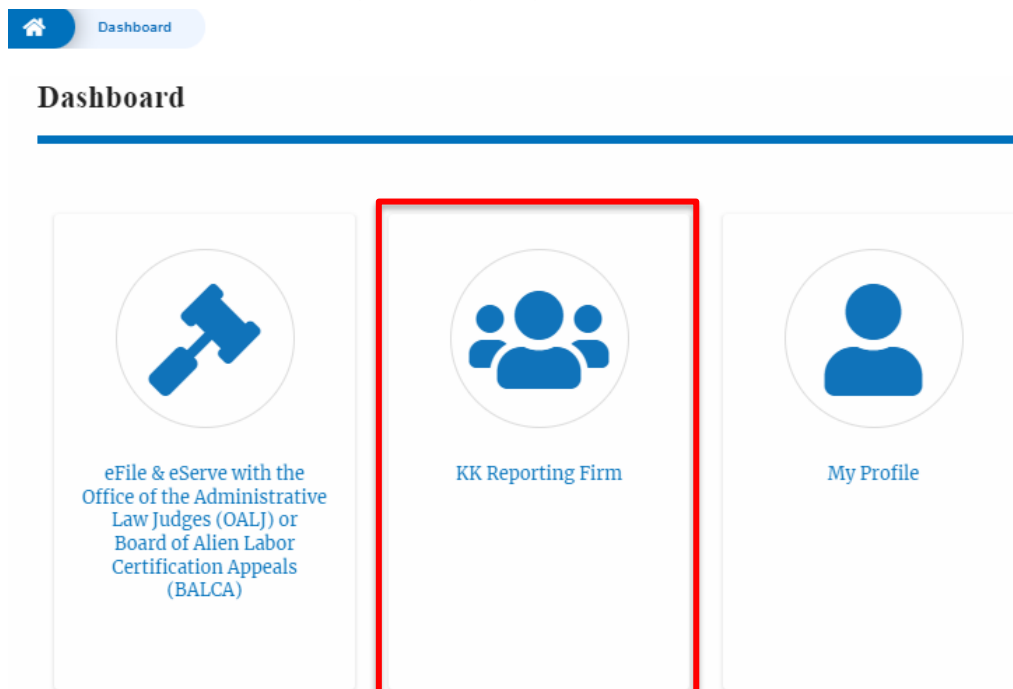 Dashboard
Dashboard
eFile & eServe with the
Office of the Administrative
Law Judges (OALJ) or
Board of Alien Labor
Certification Appeals
(BALCA)
KK Reporting Firm
My Profile